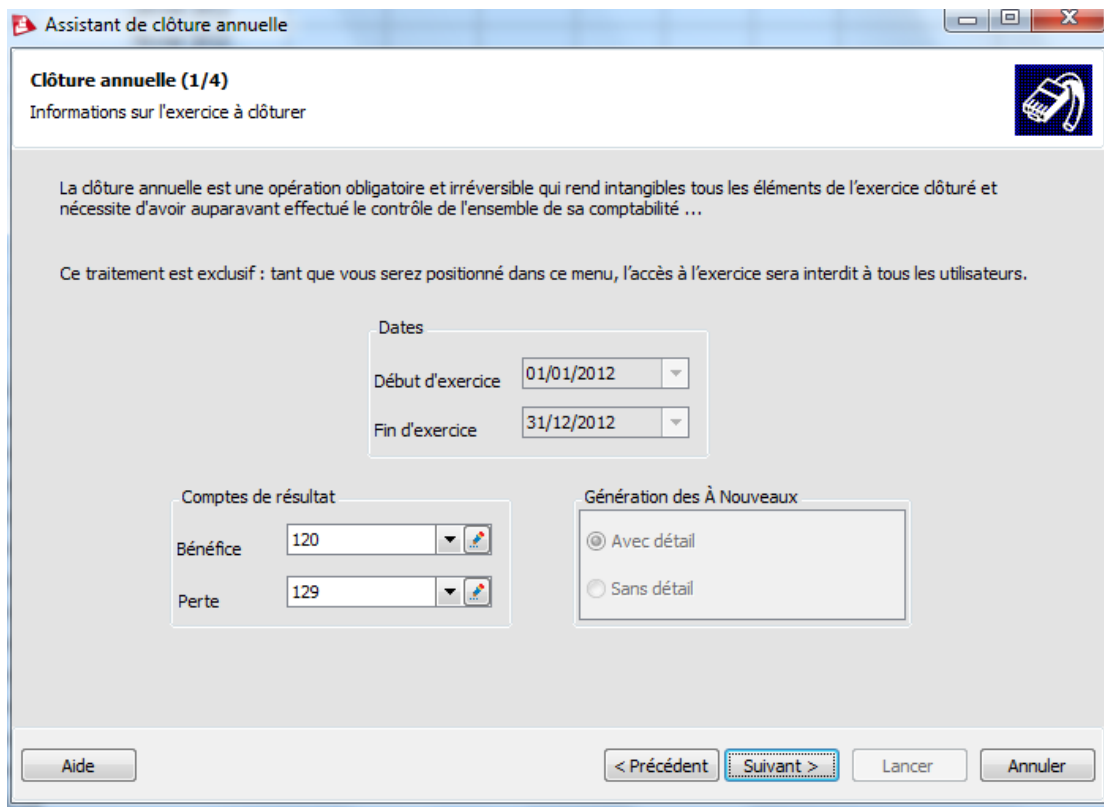 Assistant de clôture annuelle
Clôture annuelle (1/4)
Informations sur l'exercice à clôturer
La clôture annuelle est une opération obligatoire et irréversible qui rend intangibles tous les éléments de l’exercice clôturé et
nécessite d'avoir auparavant effectué le contrôle de l'ensemble de sa comptabilité ...
Ce traitement est exclusif : tant que vous serez positionné dans ce menu, l’accès à l’exercice sera interdit à tous les utilisateurs.
Dates
Début d'exercice 01/01/2012
Fin d'exercice 31/12/2012
Comptes de résultat
Bénéfice 120
Perte 129
Génération des À Nouveaux
Avec détail
Sans détail
Aide < Précédent Suivant > Lancer Annuler